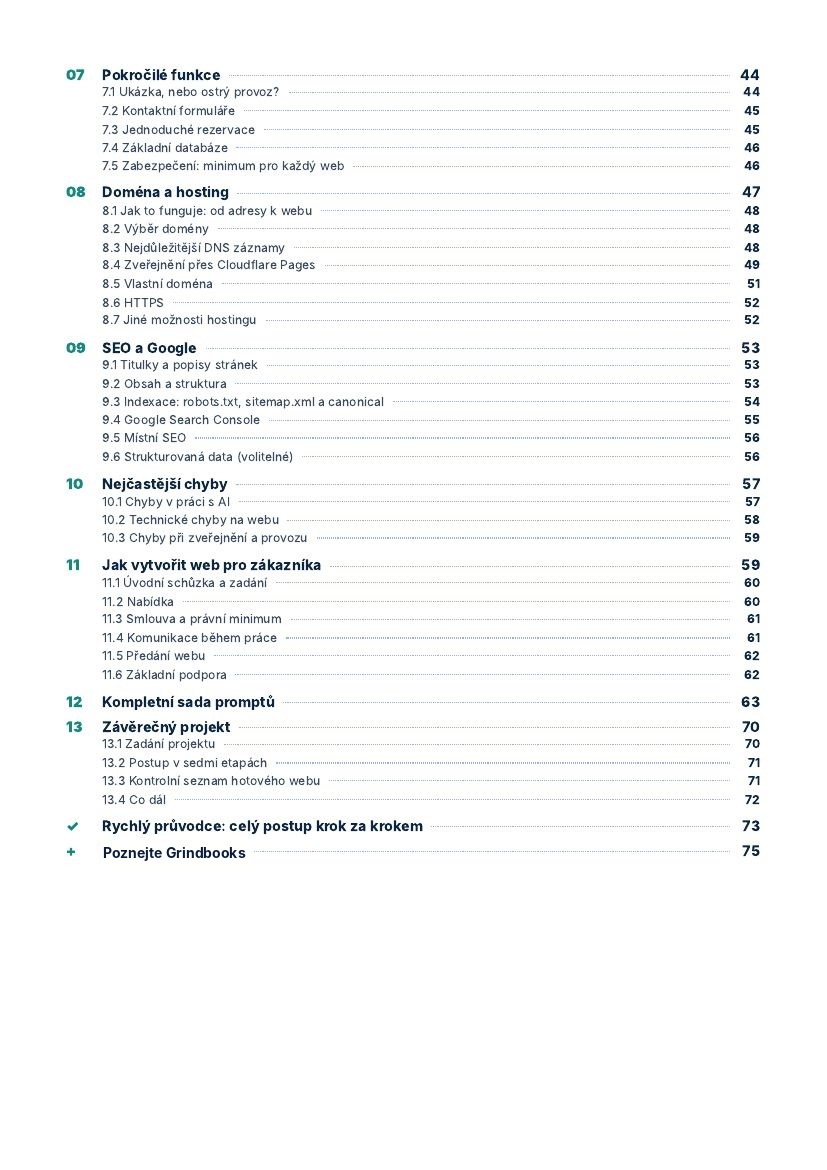 07 Pokročilé funkce 44
7.1 Ukázka, nebo ostrý provoz? 44
7.2 Kontaktní formuláře 45
7.3 Jednoduché rezervace 45
7.4 Základní databáze 46
7.5 Zabezpečení: minimum pro každý web 46
08 Doména a hosting 47
8.1 Jak to funguje: od adresy k webu 48
8.2 Výběr domény 48
8.3 Nejdůležitější DNS záznamy 48
8.4 Zveřejnění přes Cloudflare Pages 49
8.5 Vlastní doména 51
8.6 HTTPS 52
8.7 Jiné možnosti hostingu 52
09 SEO a Google 53
9.1 Titulky a popisy stránek 53
9.2 Obsah a struktura 53
9.3 Indexace: robots.txt, sitemap.xml a canonical 54
9.4 Google Search Console 55
9.5 Místní SEO 56
9.6 Strukturovaná data (volitelné) 56
10 Nejčastější chyby 57
10.1 Chyby v práci s AI 57
10.2 Technické chyby na webu 58
10.3 Chyby při zveřejnění a provozu 59
11 Jak vytvořit web pro zákazníka 59
11.1 Úvodní schůzka a zadání 60
11.2 Nabídka 60
11.3 Smlouva a právní minimum 61
11.4 Komunikace během práce 61
11.5 Předání webu 62
11.6 Základní podpora 62
12 Kompletní sada promptů 63
13 Závěrečný projekt 70
13.1 Zadání projektu 70
13.2 Postup v sedmi etapách 71
13.3 Kontrolní seznam hotového webu 71
13.4 Co dál 72
✓ Rychlý průvodce: celý postup krok za krokem 73
+ Poznejte Grindbooks 75